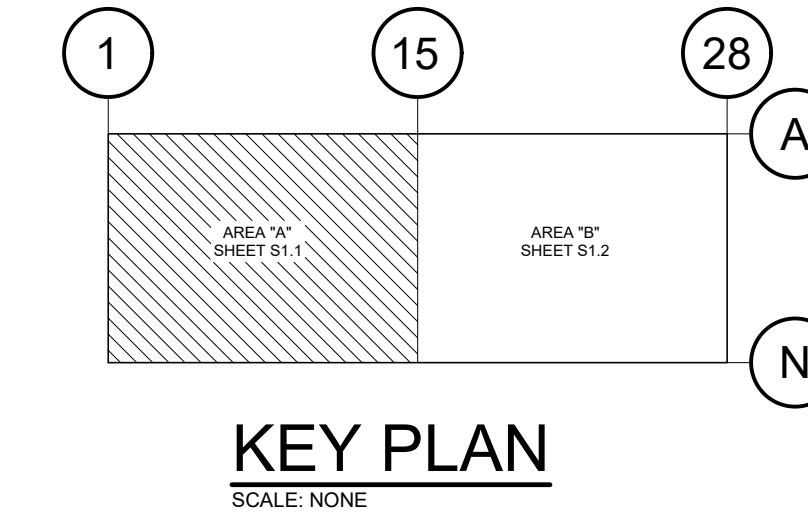 1 15 28
A
AREA "A" AREA "B"
SHEET S1.1 SHEET S1.2
N
KEY PLAN
SCALE: NONE